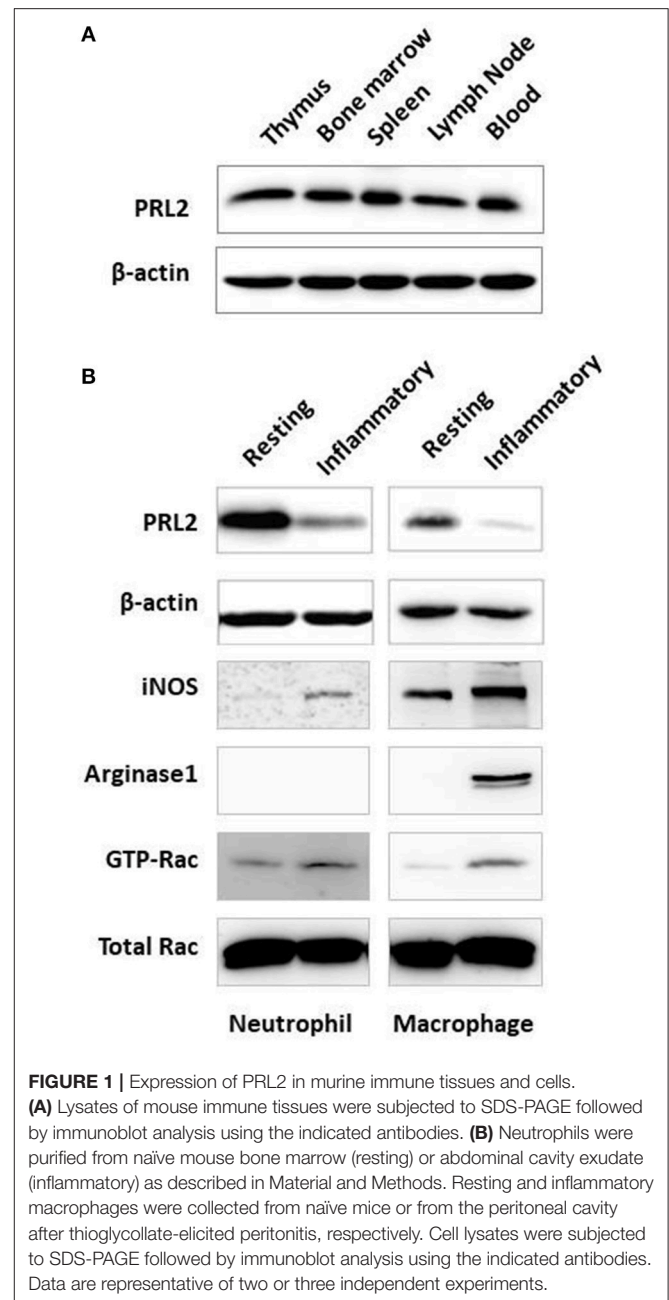 A
Thymus
Bone marrow
Spleen
Lymph Node
Blood
PRL2
β-actin
B
Resting
Inflammatory
Resting
Inflammatory
PRL2
β-actin
iNOS
Arginase1
GTP-Rac
Total Rac
Neutrophil
Macrophage
FIGURE 1 | Expression of PRL2 in murine immune tissues and cells.
(A) Lysates of mouse immune tissues were subjected to SDS-PAGE followed
by immunoblot analysis using the indicated antibodies. (B) Neutrophils were
purified from naïve mouse bone marrow (resting) or abdominal cavity exudate
(inflammatory) as described in Material and Methods. Resting and inflammatory
macrophages were collected from naïve mice or from the peritoneal cavity
after thioglycollate-elicited peritonitis, respectively. Cell lysates were subjected
to SDS-PAGE followed by immunoblot analysis using the indicated antibodies.
Data are representative of two or three independent experiments.